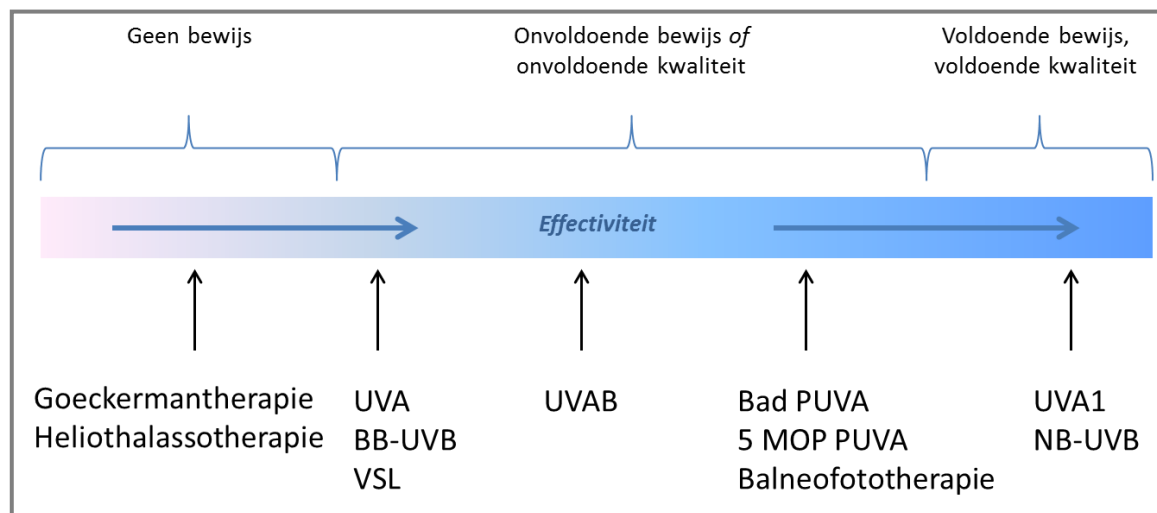 Geen bewijs
Onvoldoende bewijs of
onvoldoende kwaliteit
Voldoende bewijs,
voldoende kwaliteit
Effectiviteit
Goeckermantherapie
Heliothalassotherapie
UVA
BB-UVB
VSL
UVAB
Bad PUVA
5 MOP PUVA
Balneofototherapie
UVA1
NB-UVB